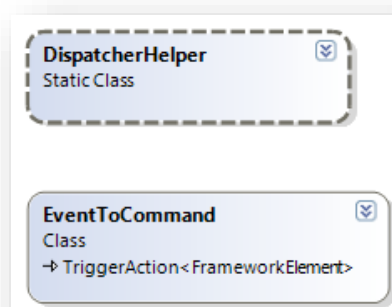 DispatcherHelper
Static Class
EventToCommand
Class
TriggerAction<FrameworkElement>